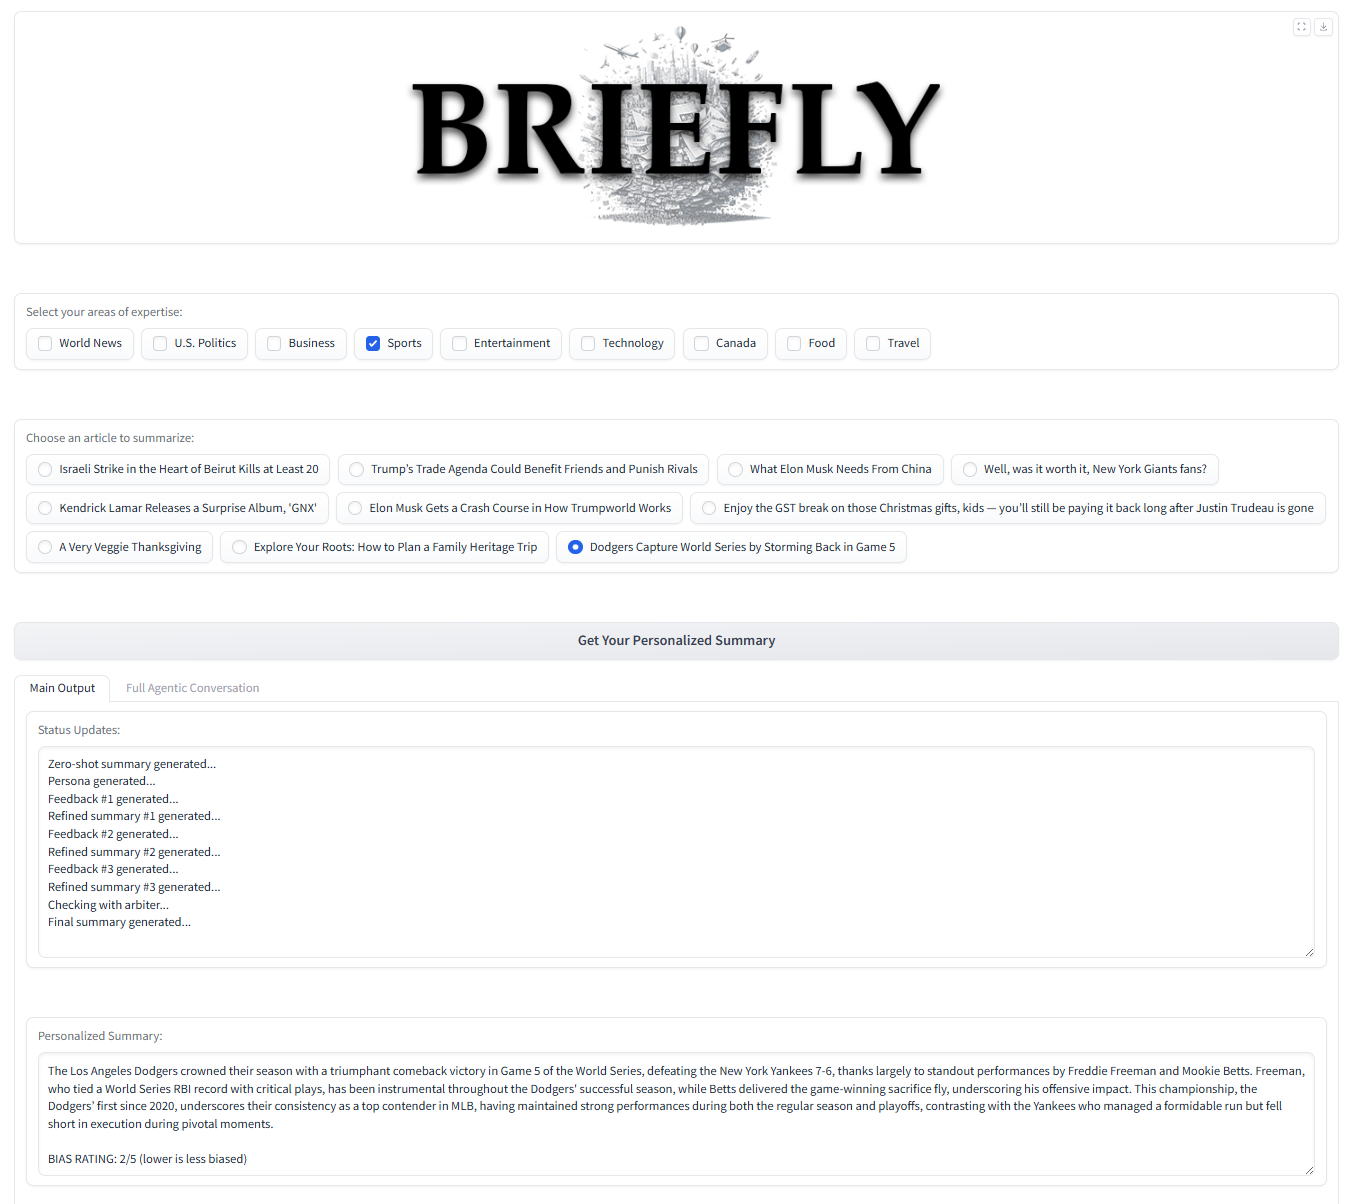 BRIEFLY
Select your areas of expertise:
World News U.S. Politics Business Sports Entertainment Technology Canada Food Travel
Choose an article to summarize:
Israeli Strike in the Heart of Beirut Kills at Least 20 Trump's Trade Agenda Could Benefit Friends and Punish Rivals What Elon Musk Needs From China Well, was it worth it, New York Giants fans?
Kendrick Lamar Releases a Surprise Album, 'GNX' Elon Musk Gets a Crash Course in How Trumpworld Works Enjoy the GST break on those Christmas gifts, kids — you'll still be paying it back long after Justin Trudeau is gone
A Very Veggie Thanksgiving Explore Your Roots: How to Plan a Family Heritage Trip Dodgers Capture World Series by Storming Back in Game 5
Get Your Personalized Summary
Main Output Full Agentic Conversation
Status Updates:
Zero-shot summary generated...
Persona generated...
Feedback #1 generated...
Refined summary #1 generated...
Feedback #2 generated...
Refined summary #2 generated...
Feedback #3 generated...
Refined summary #3 generated...
Checking with arbiter...
Final summary generated...
Personalized Summary:
The Los Angeles Dodgers crowned their season with a triumphant comeback victory in Game 5 of the World Series, defeating the New York Yankees 7-6, thanks largely to standout performances by Freddie Freeman and Mookie Betts. Freeman,
who tied a World Series RBI record with critical plays, has been instrumental throughout the Dodgers' successful season, while Betts delivered the game-winning sacrifice fly, underscoring his offensive impact. This championship, the
Dodgers' first since 2020, underscores their consistency as a top contender in MLB, having maintained strong performances during both the regular season and playoffs, contrasting with the Yankees who managed a formidable run but fell
short in execution during pivotal moments.
BIAS RATING: 2/5 (lower is less biased)